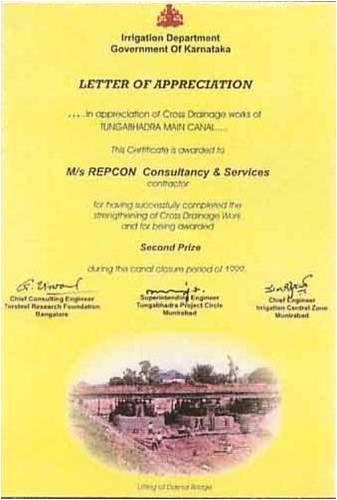 Irrigation Department
Government Of Karnataka
LETTER OF APPRECIATION
.....in appreciation of Cross Drainage works of
TUNGABHADRA MAIN CANAL.....
This Certificate is awarded to
M/s REPCON Consultancy & Services
contractor
for having successfully completed the
strengthening of Cross Drainage Work
and for being awarded
Second Prize
during the canal closure period of 1999.
Chief Consulting Engineer
Torsteel Research Foundation
Bangalore
Superintending Engineer
Tungabhadra Project Circle
Munirabad
Chief Engineer
Irrigation Central Zone
Munirabad
Lifting of Bridge